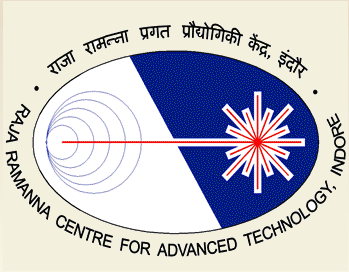 • राजा रामन्ना प्रगत प्रौद्योगिकी केंद्र, इंदौर •
RAJA RAMANNA CENTRE FOR ADVANCED TECHNOLOGY, INDORE